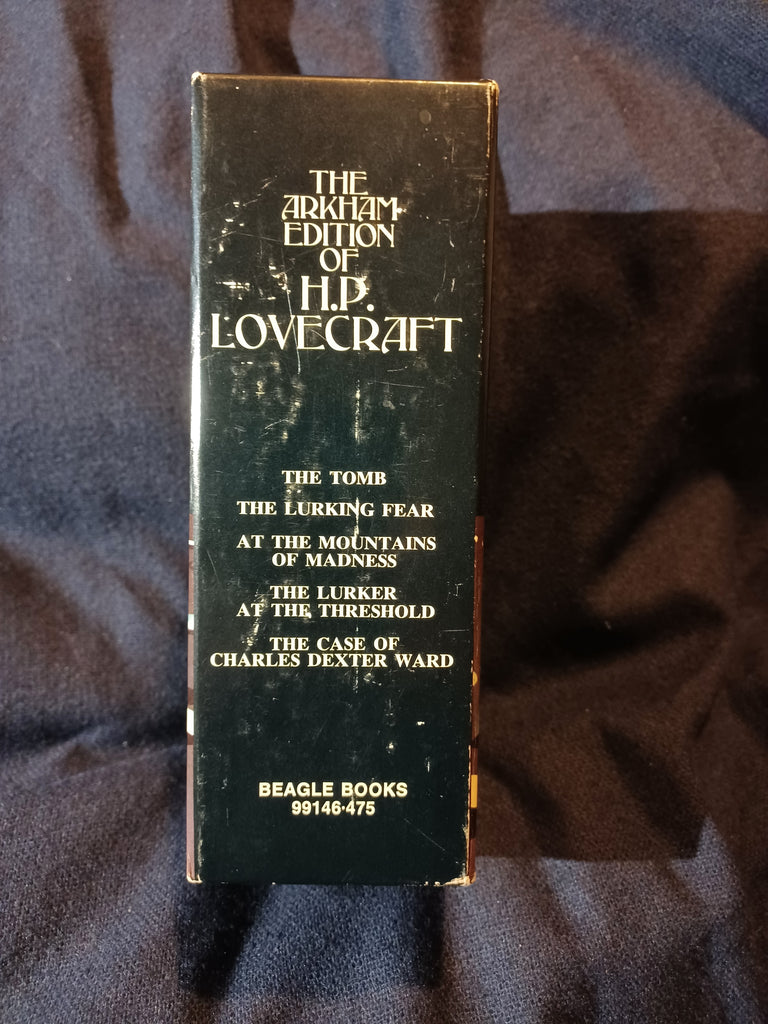 THE
ARKHAM
EDITION
OF
H.P.
LOVECRAFT
THE TOMB
THE LURKING FEAR
AT THE MOUNTAINS
OF MADNESS
THE LURKER
AT THE THRESHOLD
THE CASE OF
CHARLES DEXTER WARD
BEAGLE BOOKS
99146·475